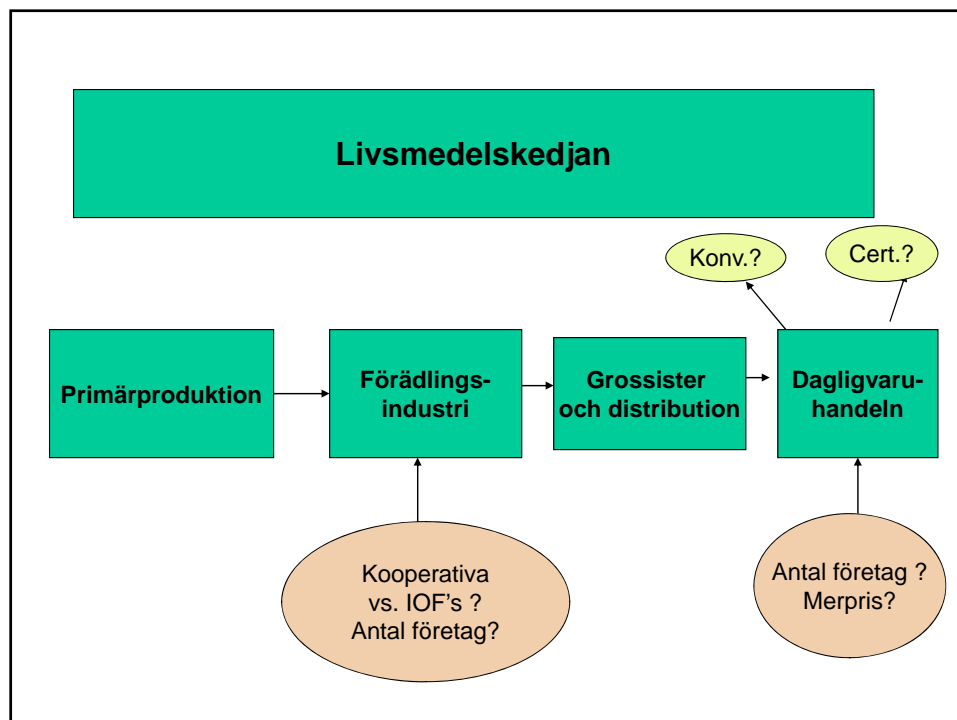 Livsmedelskedjan
Konv.?
Cert.?
Primärproduktion
Förädlings-
industri
Grossister
och distribution
Dagligvaru-
handeln
Kooperativa
vs. IOF's ?
Antal företag?
Antal företag ?
Merpris?